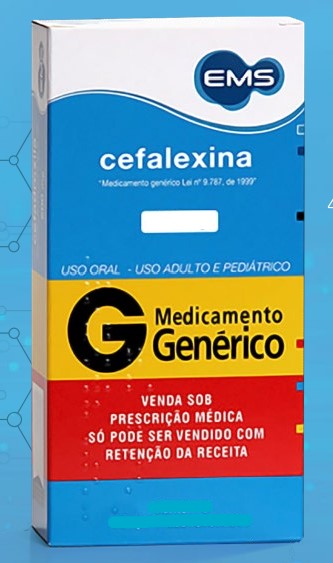 EMS
cefalexina
"Medicamento genérico Lei nº 9.787, de 1999"
USO ORAL - USO ADULTO E PEDIÁTRICO
G Medicamento
Genérico
VENDA SOB
PRESCRIÇÃO MÉDICA
SÓ PODE SER VENDIDO COM
RETENÇÃO DA RECEITA